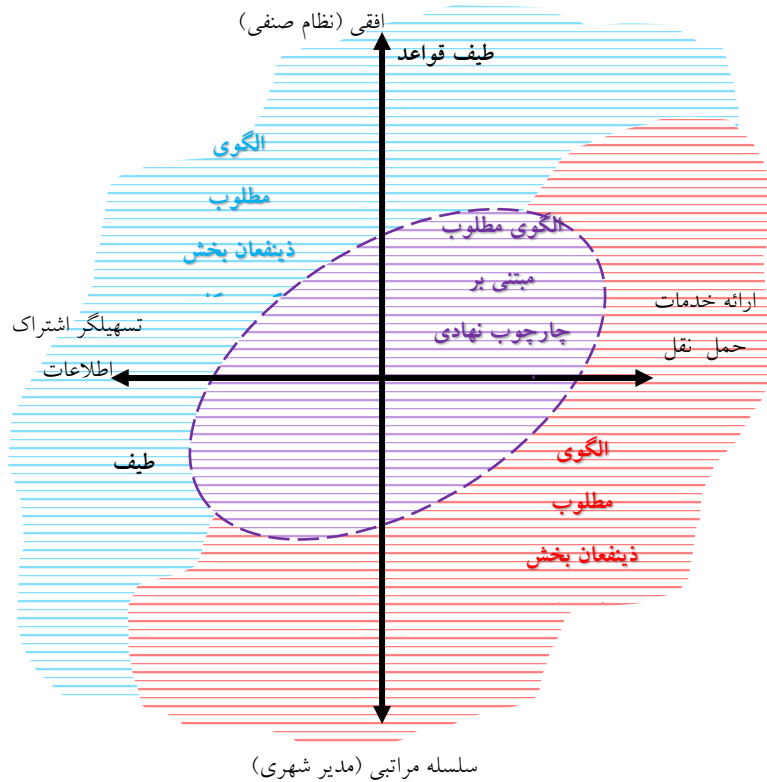 افقی (نظام صنفی)
طیف قواعد
الگوی
مطلوب
ذینفعان بخش
الگوی مطلوب
مبتنی بر
چارچوب نهادی
ارائه خدمات
حمل نقل
تسهیلگر اشتراک
اطلاعات
طیف
الگوی
مطلوب
ذینفعان بخش
سلسله مراتبی (مدیر شهری)